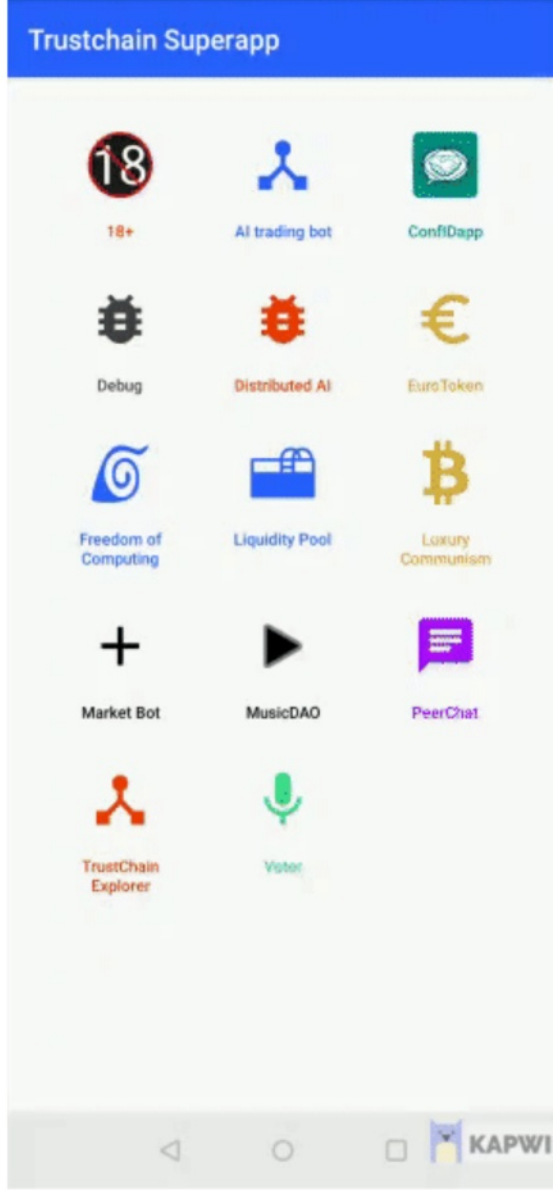 Trustchain Superapp
18
18+
AI trading bot
ConfIDapp
Debug
Distributed AI
EuroToken
Freedom of
Computing
Liquidity Pool
Luxury
Communism
Market Bot
MusicDAO
PeerChat
TrustChain
Explorer
Voter
KAPWI